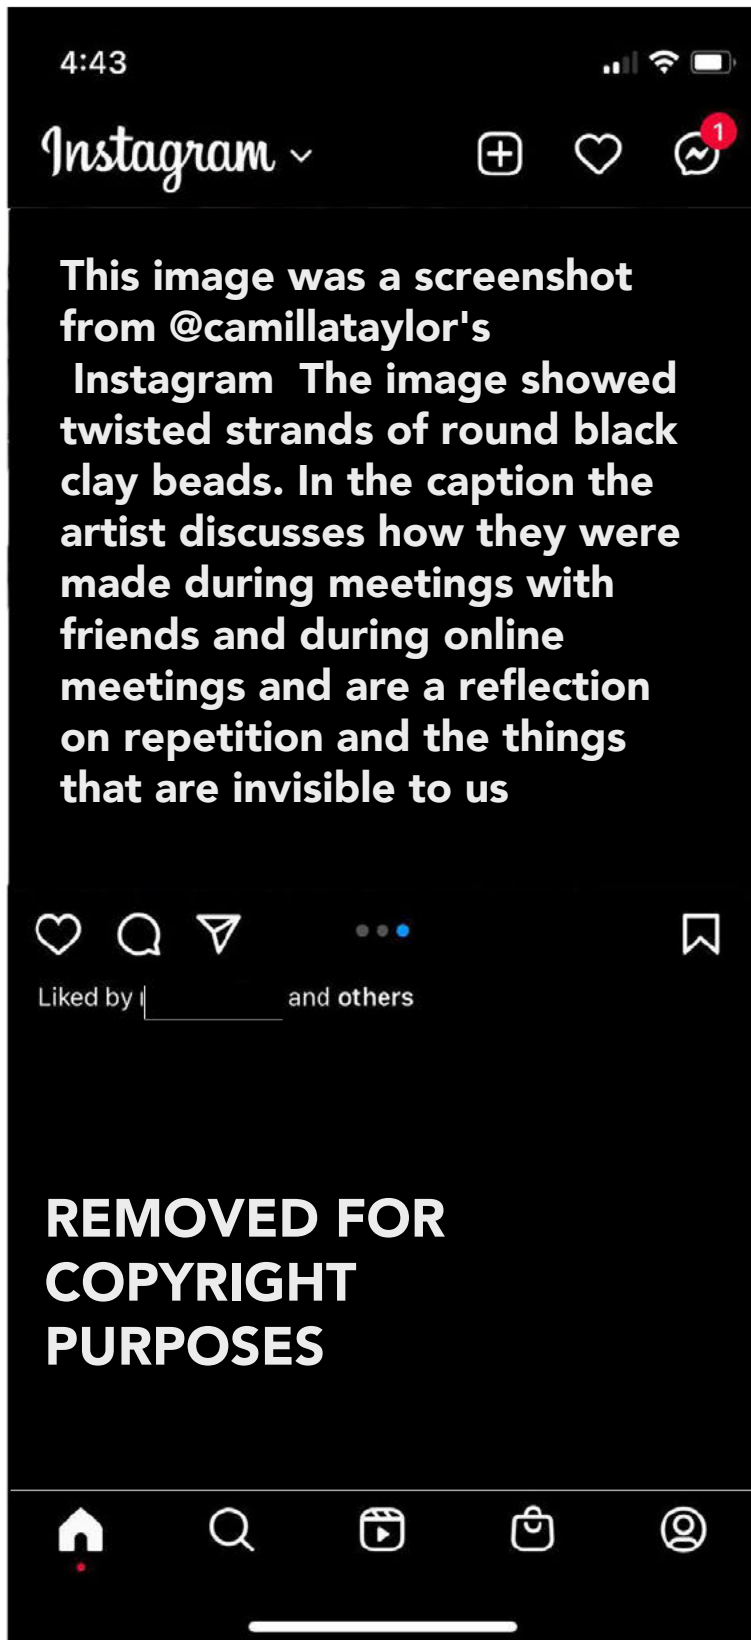 4:43
Instagram
1
This image was a screenshot
from @camillataylor's
Instagram The image showed
twisted strands of round black
clay beads. In the caption the
artist discusses how they were
made during meetings with
friends and during online
meetings and are a reflection
on repetition and the things
that are invisible to us
Liked by and others
REMOVED FOR
COPYRIGHT
PURPOSES